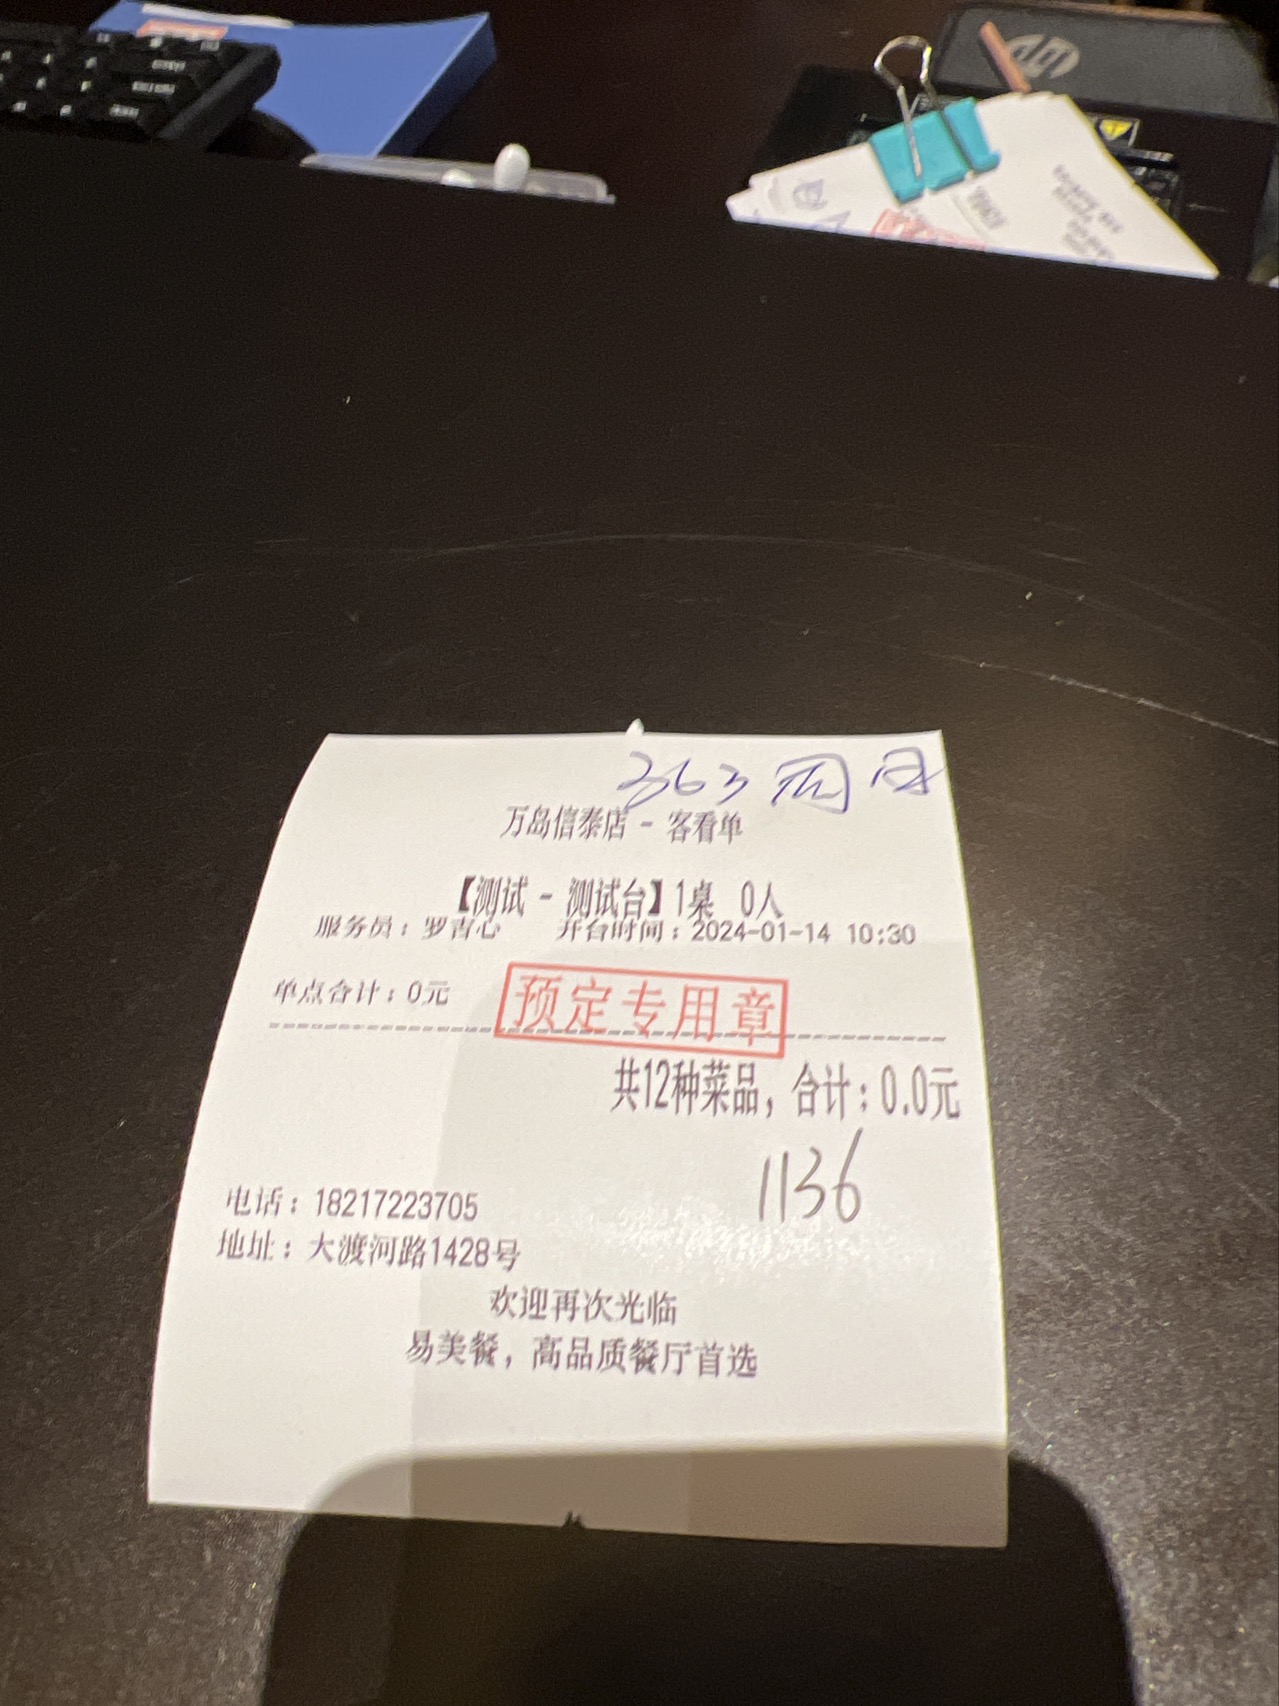 hp
363 周
万岛信泰店 - 客看单
【测试 - 测试台】1桌 0人
服务员：罗吉心 开台时间：2024-01-14 10:30
单点合计：0元
预定专用章
共12种菜品，合计：0.0元
1136
电话：18217223705
地址：大渡河路1428号
欢迎再次光临
易美餐，高品质餐厅首选